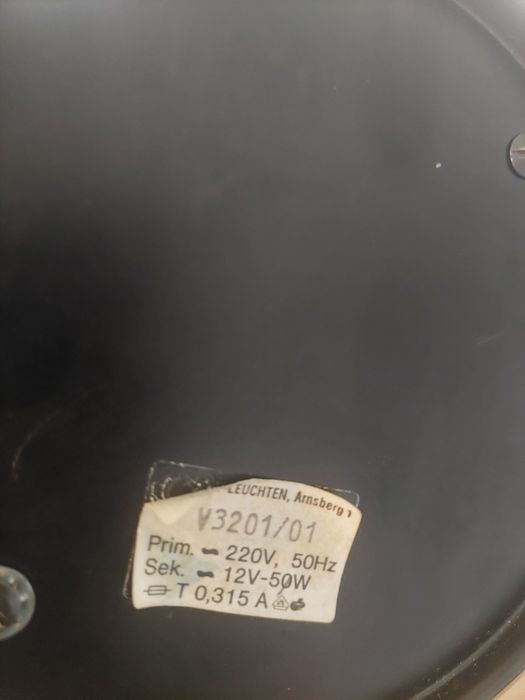 LEUCHTEN, Arnsberg 1
V3201/01
Prim. 220V, 50Hz
Sek. 12V-50W
T 0,315 A